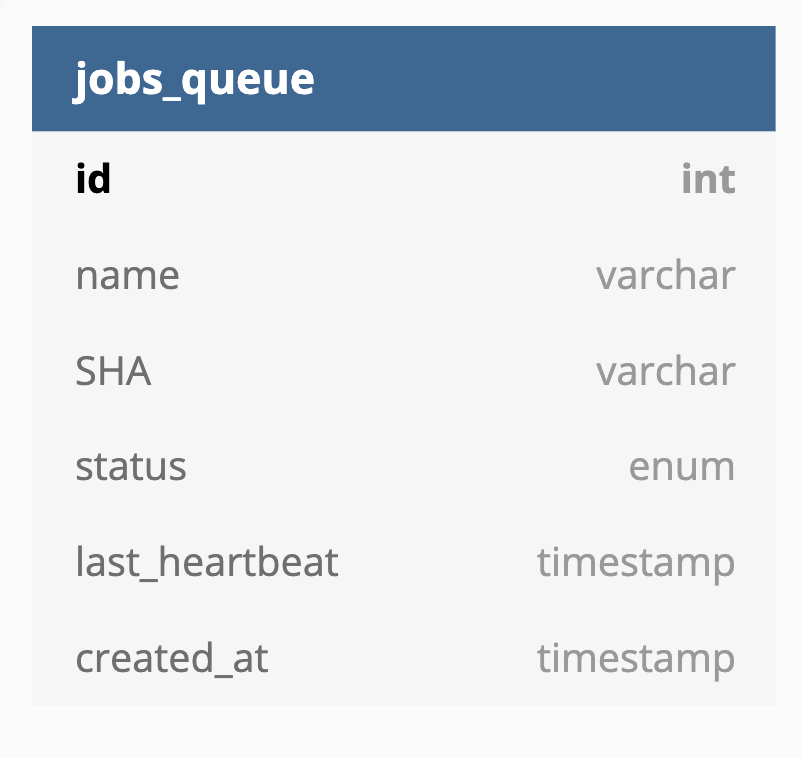 jobs_queue
id int
name varchar
SHA varchar
status enum
last_heartbeat timestamp
created_at timestamp